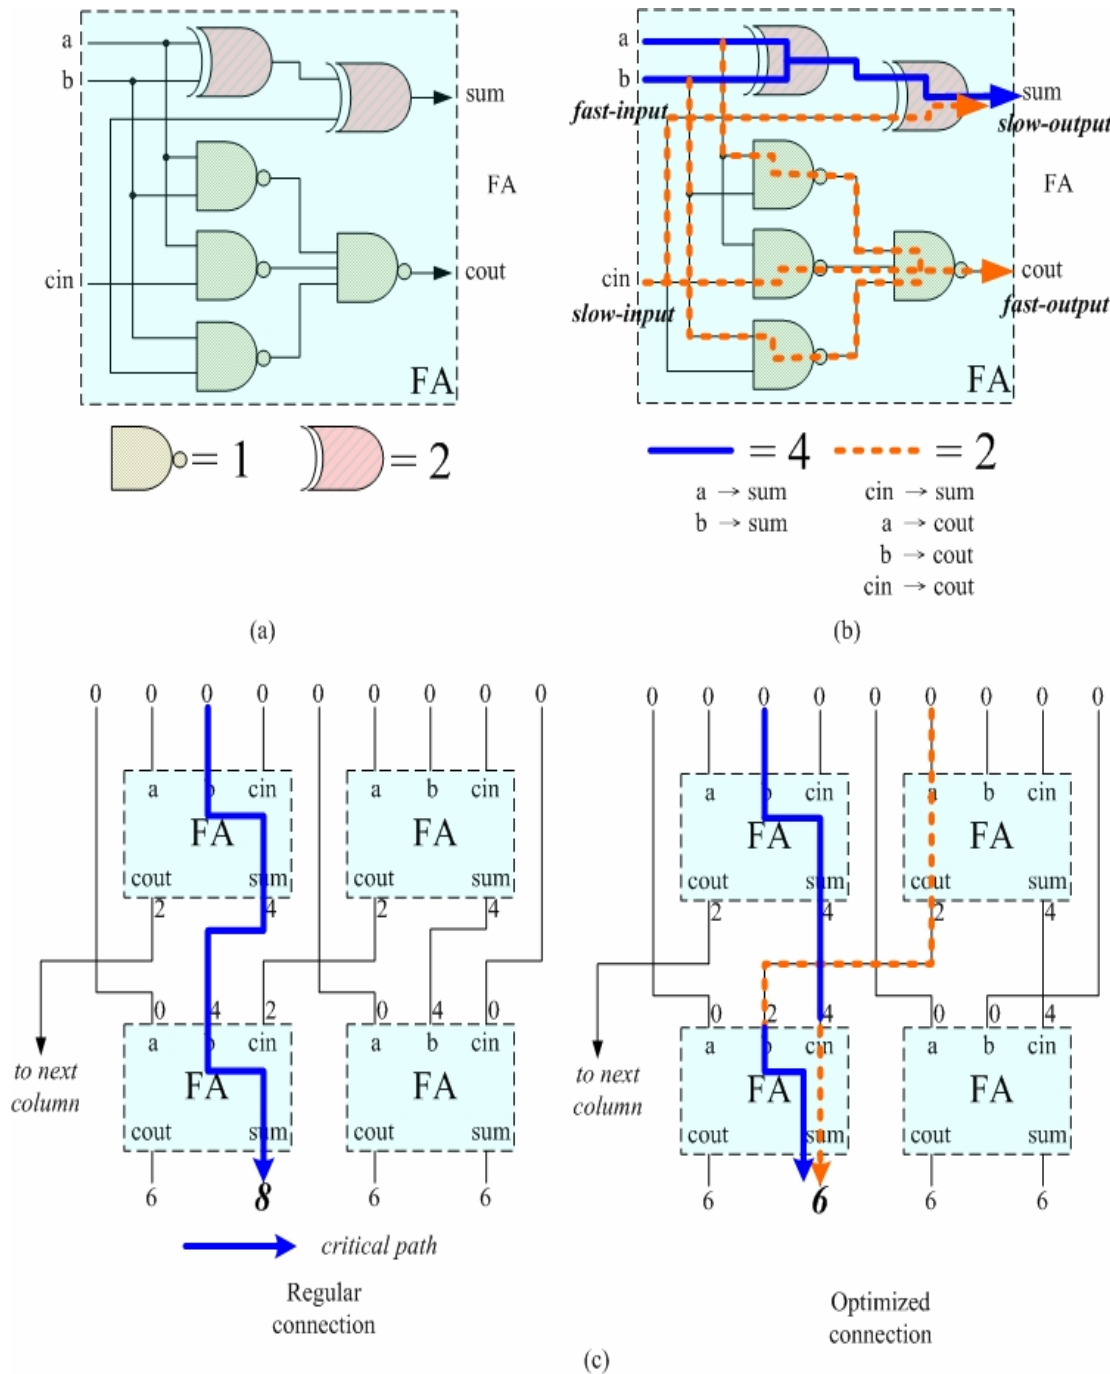 a
b
cin
sum
FA
cout
FA
= 1
= 2
a
b
fast-input
cin
slow-input
sum
slow-output
FA
cout
fast-output
FA
= 4
= 2
a → sum
b → sum
cin → sum
a → cout
b → cout
cin → cout
(a)
(b)
0 0 0 0 0 0 0 0 0
a b cin
FA
cout sum
2 4
a b cin
FA
cout sum
2 4
0 4 2
a b cin
FA
cout sum
6 8
0 4 0
a b cin
FA
cout sum
6 6
to next
column
critical path
Regular
connection
0 0 0 0 0 0 0 0 0
a b cin
FA
cout sum
2 4
a b cin
FA
cout sum
2 4
0 2 4
a b cin
FA
cout sum
6 6
0 0 4
a b cin
FA
cout sum
6 6
to next
column
Optimized
connection
(c)